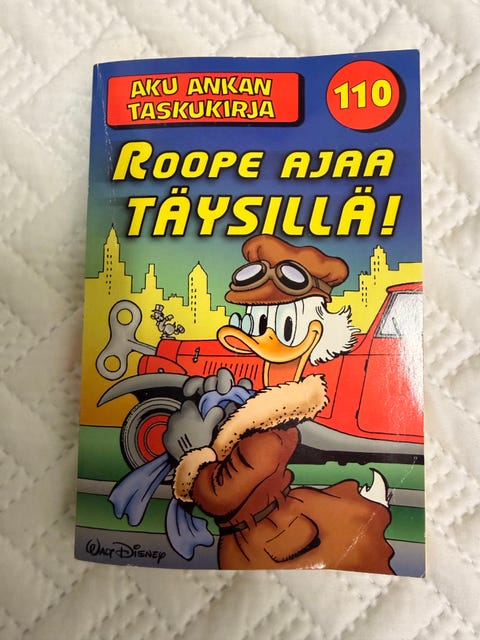 AKU ANKAN
TASKUKIRJA
110
ROOPE AJAA
TÄYSILLÄ!
WALT DISNEY